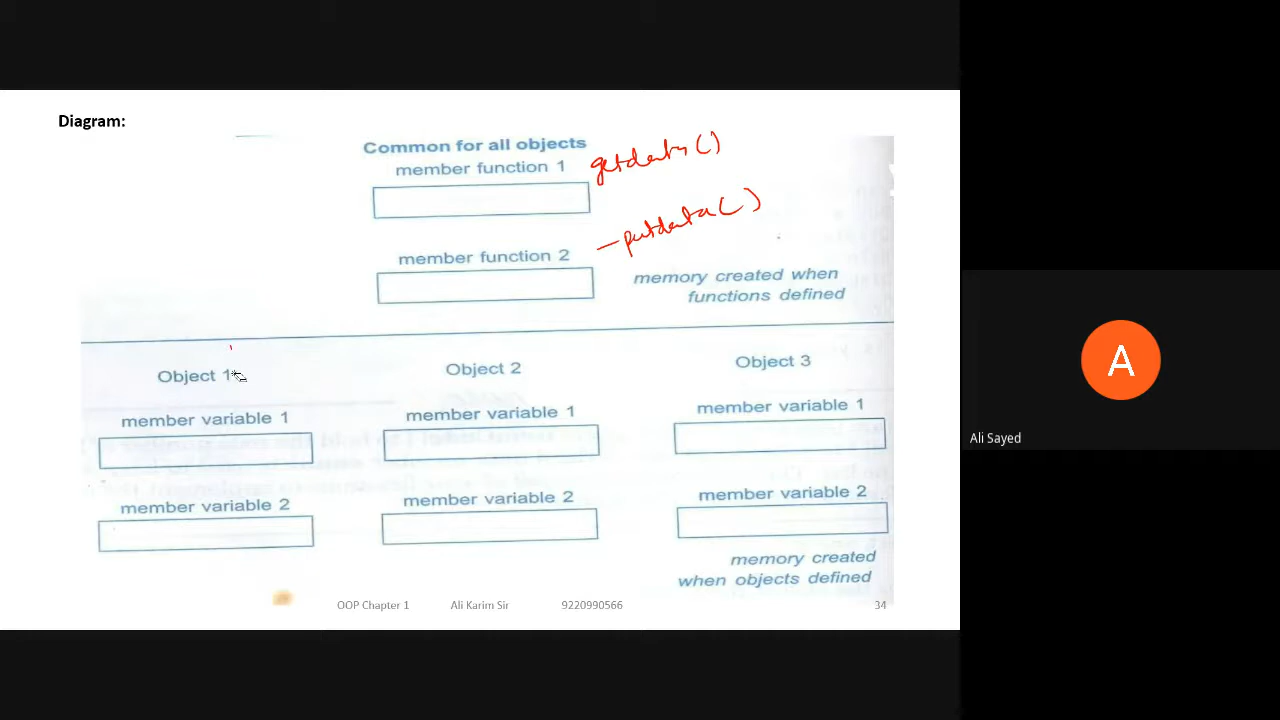 Diagram:
Common for all objects
member function 1
getdata()
member function 2
putdata()
memory created when
functions defined
Object 1
Object 2
Object 3
member variable 1
member variable 1
member variable 1
member variable 2
member variable 2
member variable 2
memory created
when objects defined
OOP Chapter 1 Ali Karim Sir 9220990566 34
A
Ali Sayed